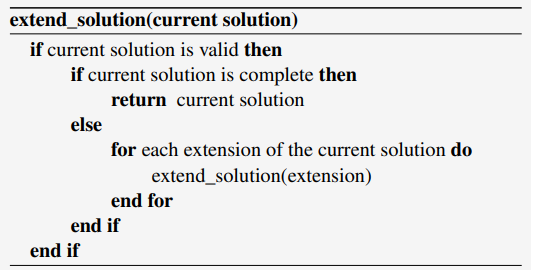 extend_solution(current solution)
if current solution is valid then
if current solution is complete then
return current solution
else
for each extension of the current solution do
extend_solution(extension)
end for
end if
end if